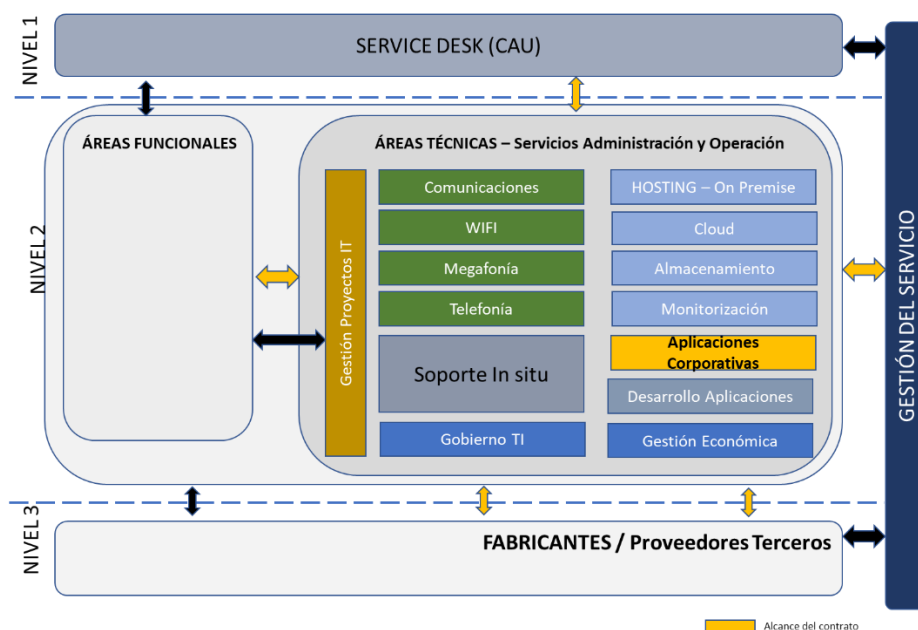 NIVEL 1
SERVICE DESK (CAU)
NIVEL 2
ÁREAS FUNCIONALES
ÁREAS TÉCNICAS – Servicios Administración y Operación
Gestión Proyectos IT
Comunicaciones
WIFI
Megafonía
Telefonía
Soporte In situ
Gobierno TI
HOSTING – On Premise
Cloud
Almacenamiento
Monitorización
Aplicaciones
Corporativas
Desarrollo Aplicaciones
Gestión Económica
GESTIÓN DEL SERVICIO
NIVEL 3
FABRICANTES / Proveedores Terceros
Alcance del contrato